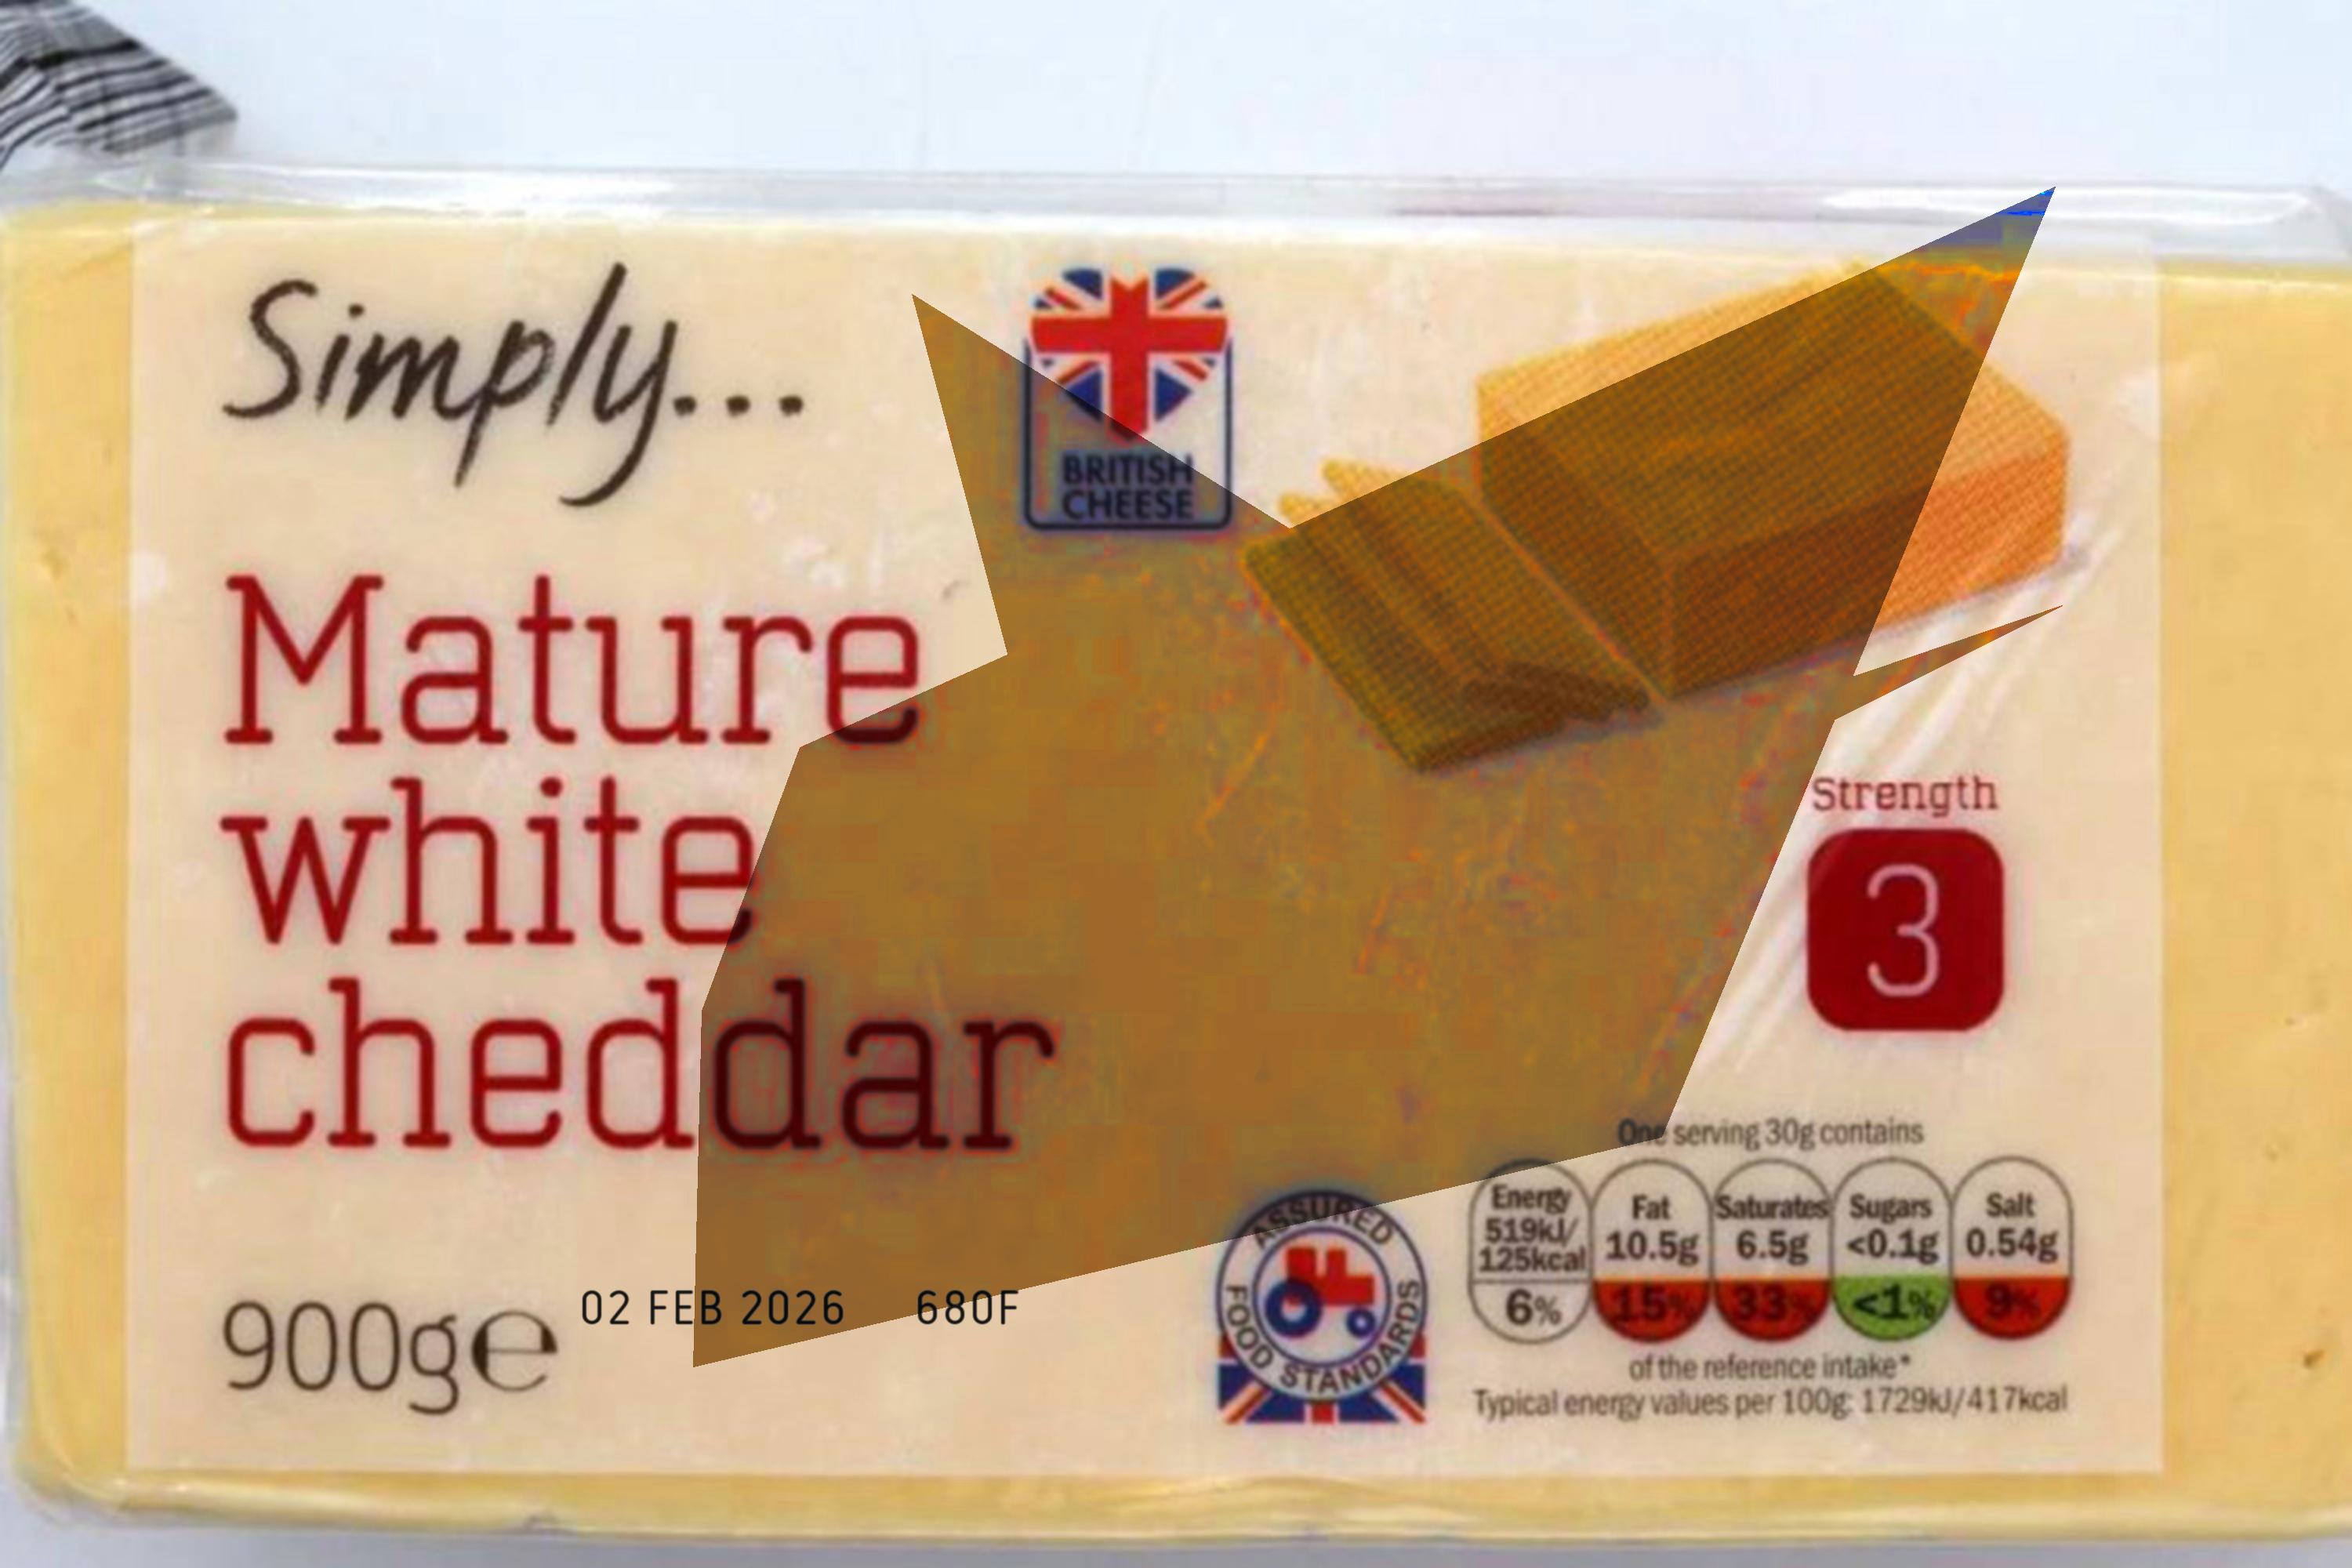 Simply...
BRITISH
CHEESE
Mature
white
cheddar
Strength
3
One serving 30g contains
Energy
519kJ/
125kcal
6%
Fat
10.5g
15%
Saturates
6.5g
33%
Sugars
<0.1g
<1%
Salt
0.54g
9%
of the reference intake*
Typical energy values per 100g: 1729kJ/417kcal
ASSURED
FOOD STANDARDS
900ge
02 FEB 2026 680F